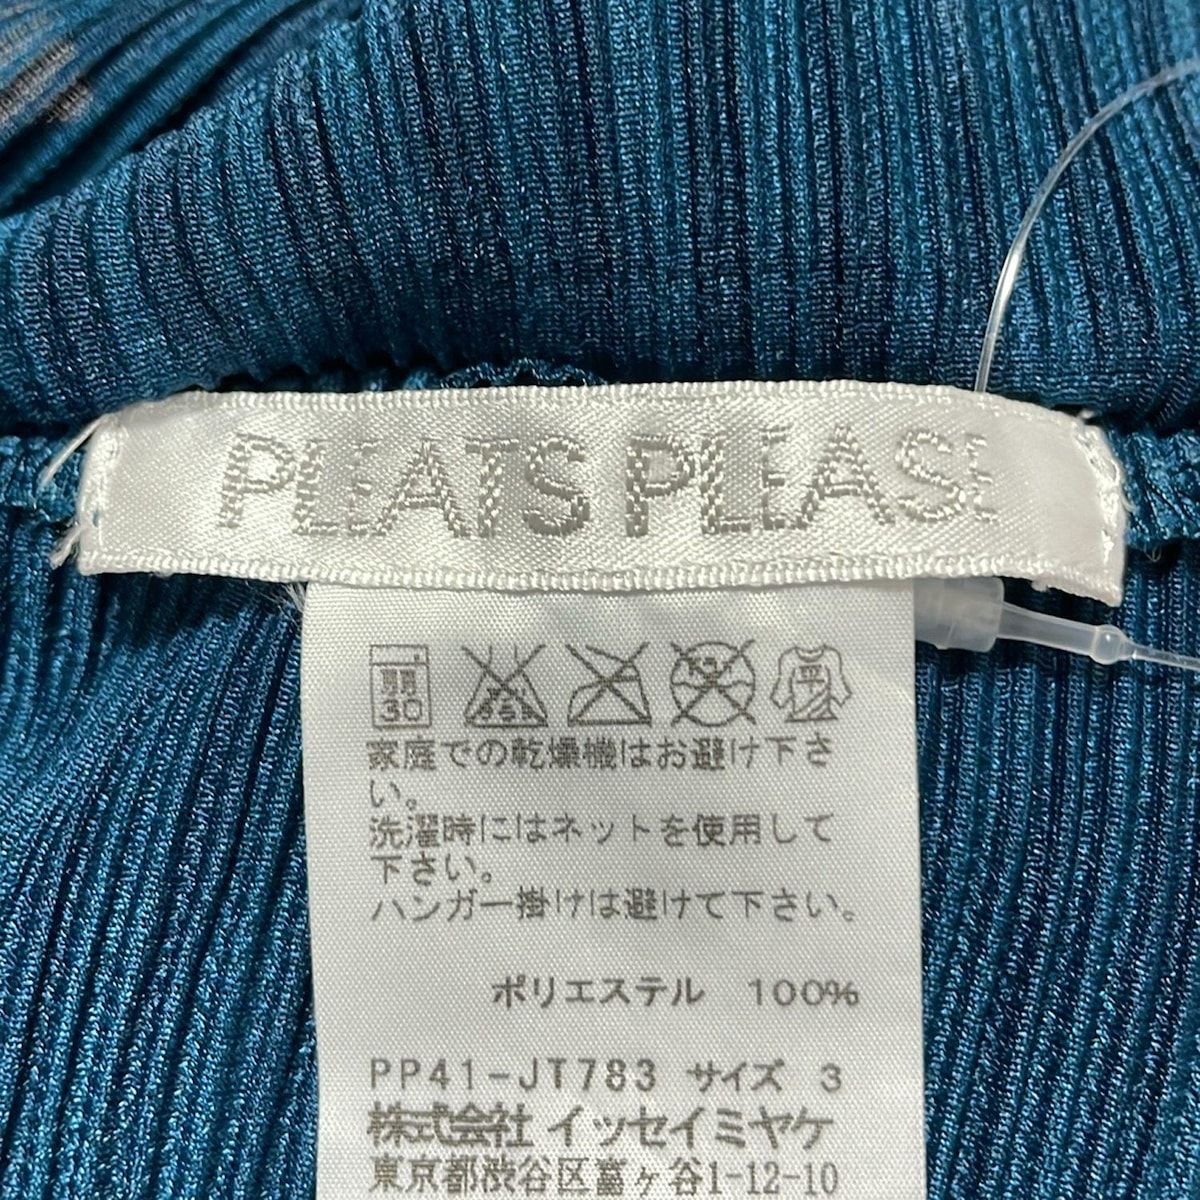 PLEATS PLEASE
弱
30
家庭での乾燥機はお避け下さ
い。
洗濯時にはネットを使用して
下さい。
ハンガー掛けは避けて下さい。
ポリエステル 100%
PP41-JT783 サイズ 3
株式会社 イッセイミヤケ
東京都渋谷区富ヶ谷1-12-10